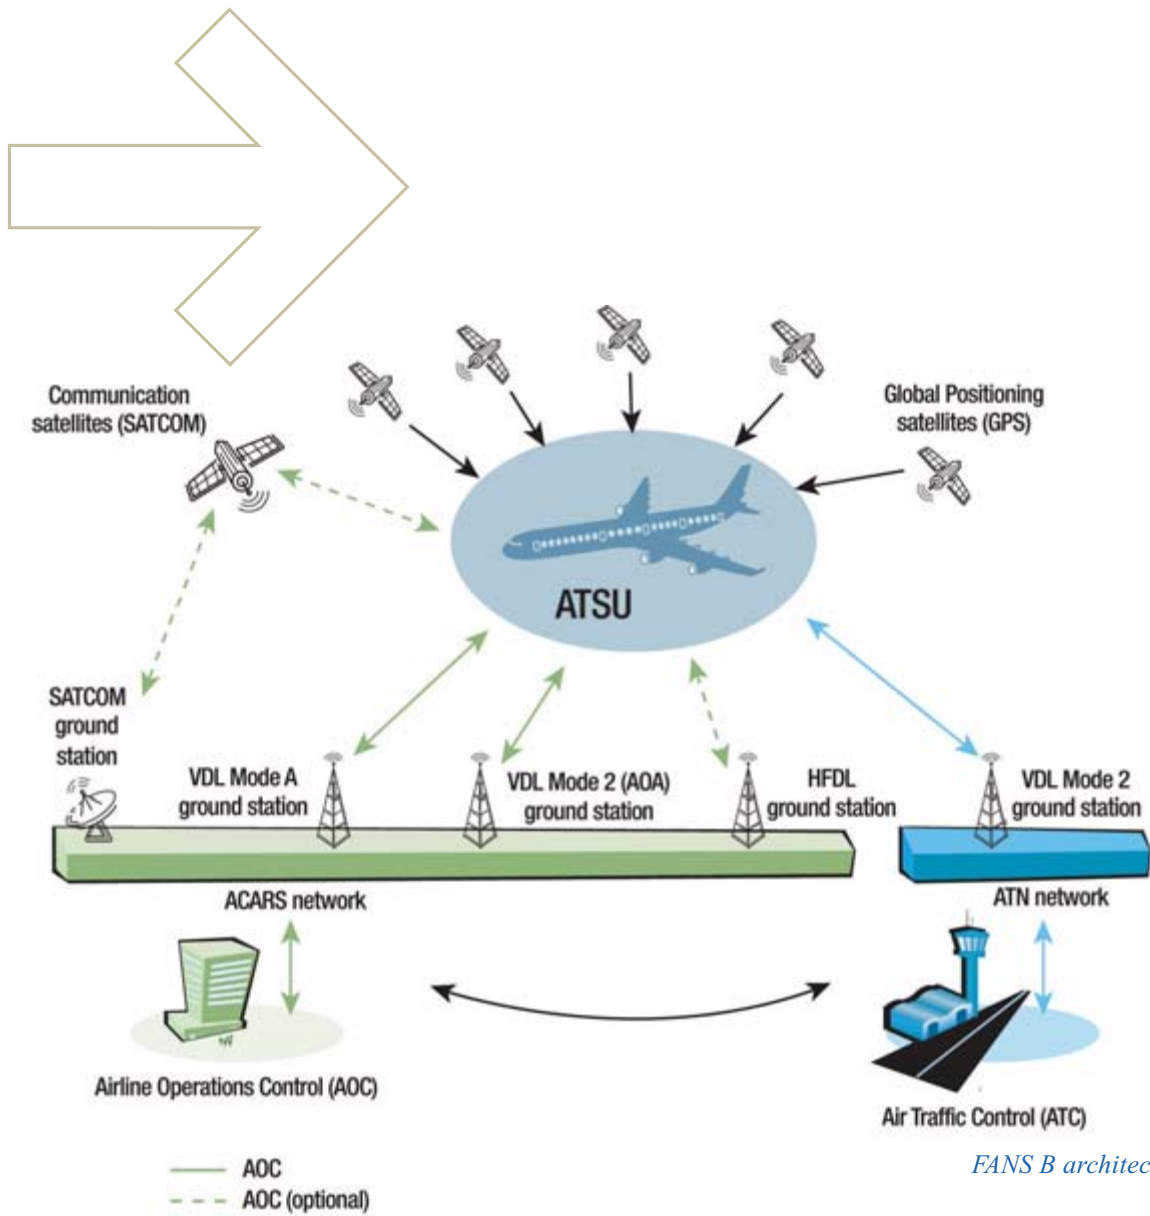 Communication
satellites (SATCOM)
Global Positioning
satellites (GPS)
ATSU
SATCOM
ground
station
VDL Mode A
ground station
VDL Mode 2 (AOA)
ground station
HFDL
ground station
VDL Mode 2
ground station
ACARS network
ATN network
Airline Operations Control (AOC)
Air Traffic Control (ATC)
FANS B architec
AOC
AOC (optional)